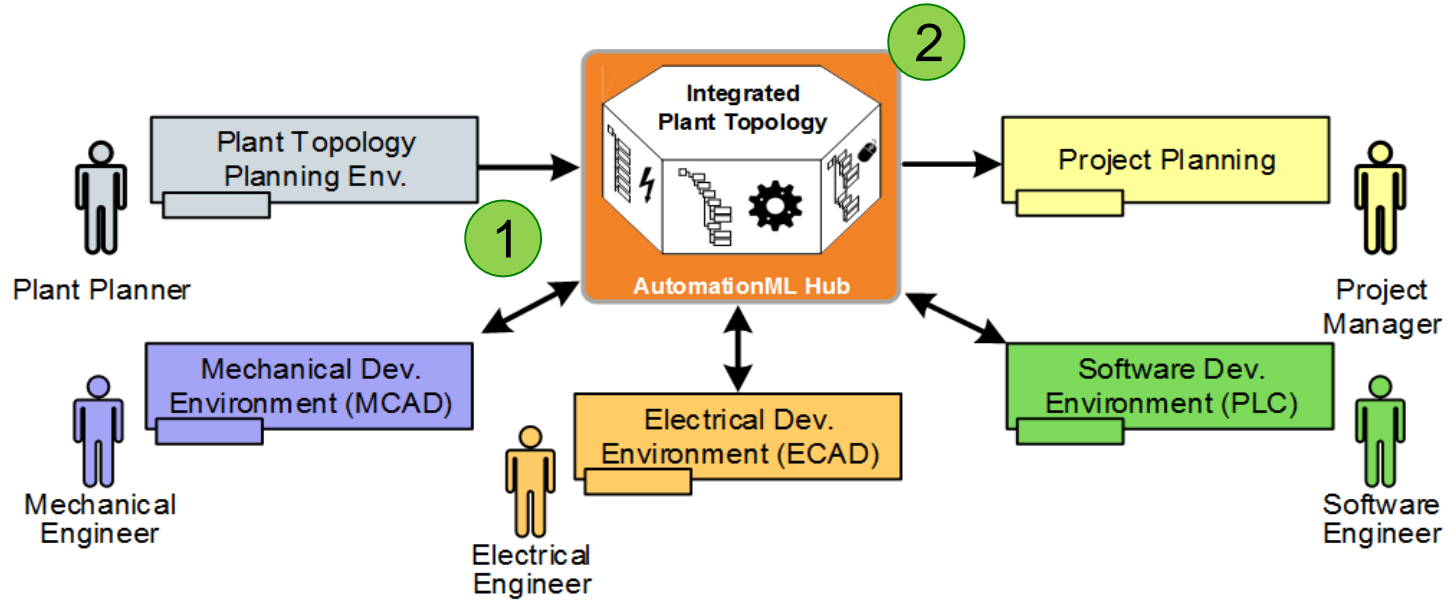 2
Integrated
Plant Topology
AutomationML Hub
Plant Topology
Planning Env.
Project Planning
1
Plant Planner
Project
Manager
Mechanical Dev.
Environment (MCAD)
Software Dev.
Environment (PLC)
Electrical Dev.
Environment (ECAD)
Mechanical
Engineer
Electrical
Engineer
Software
Engineer